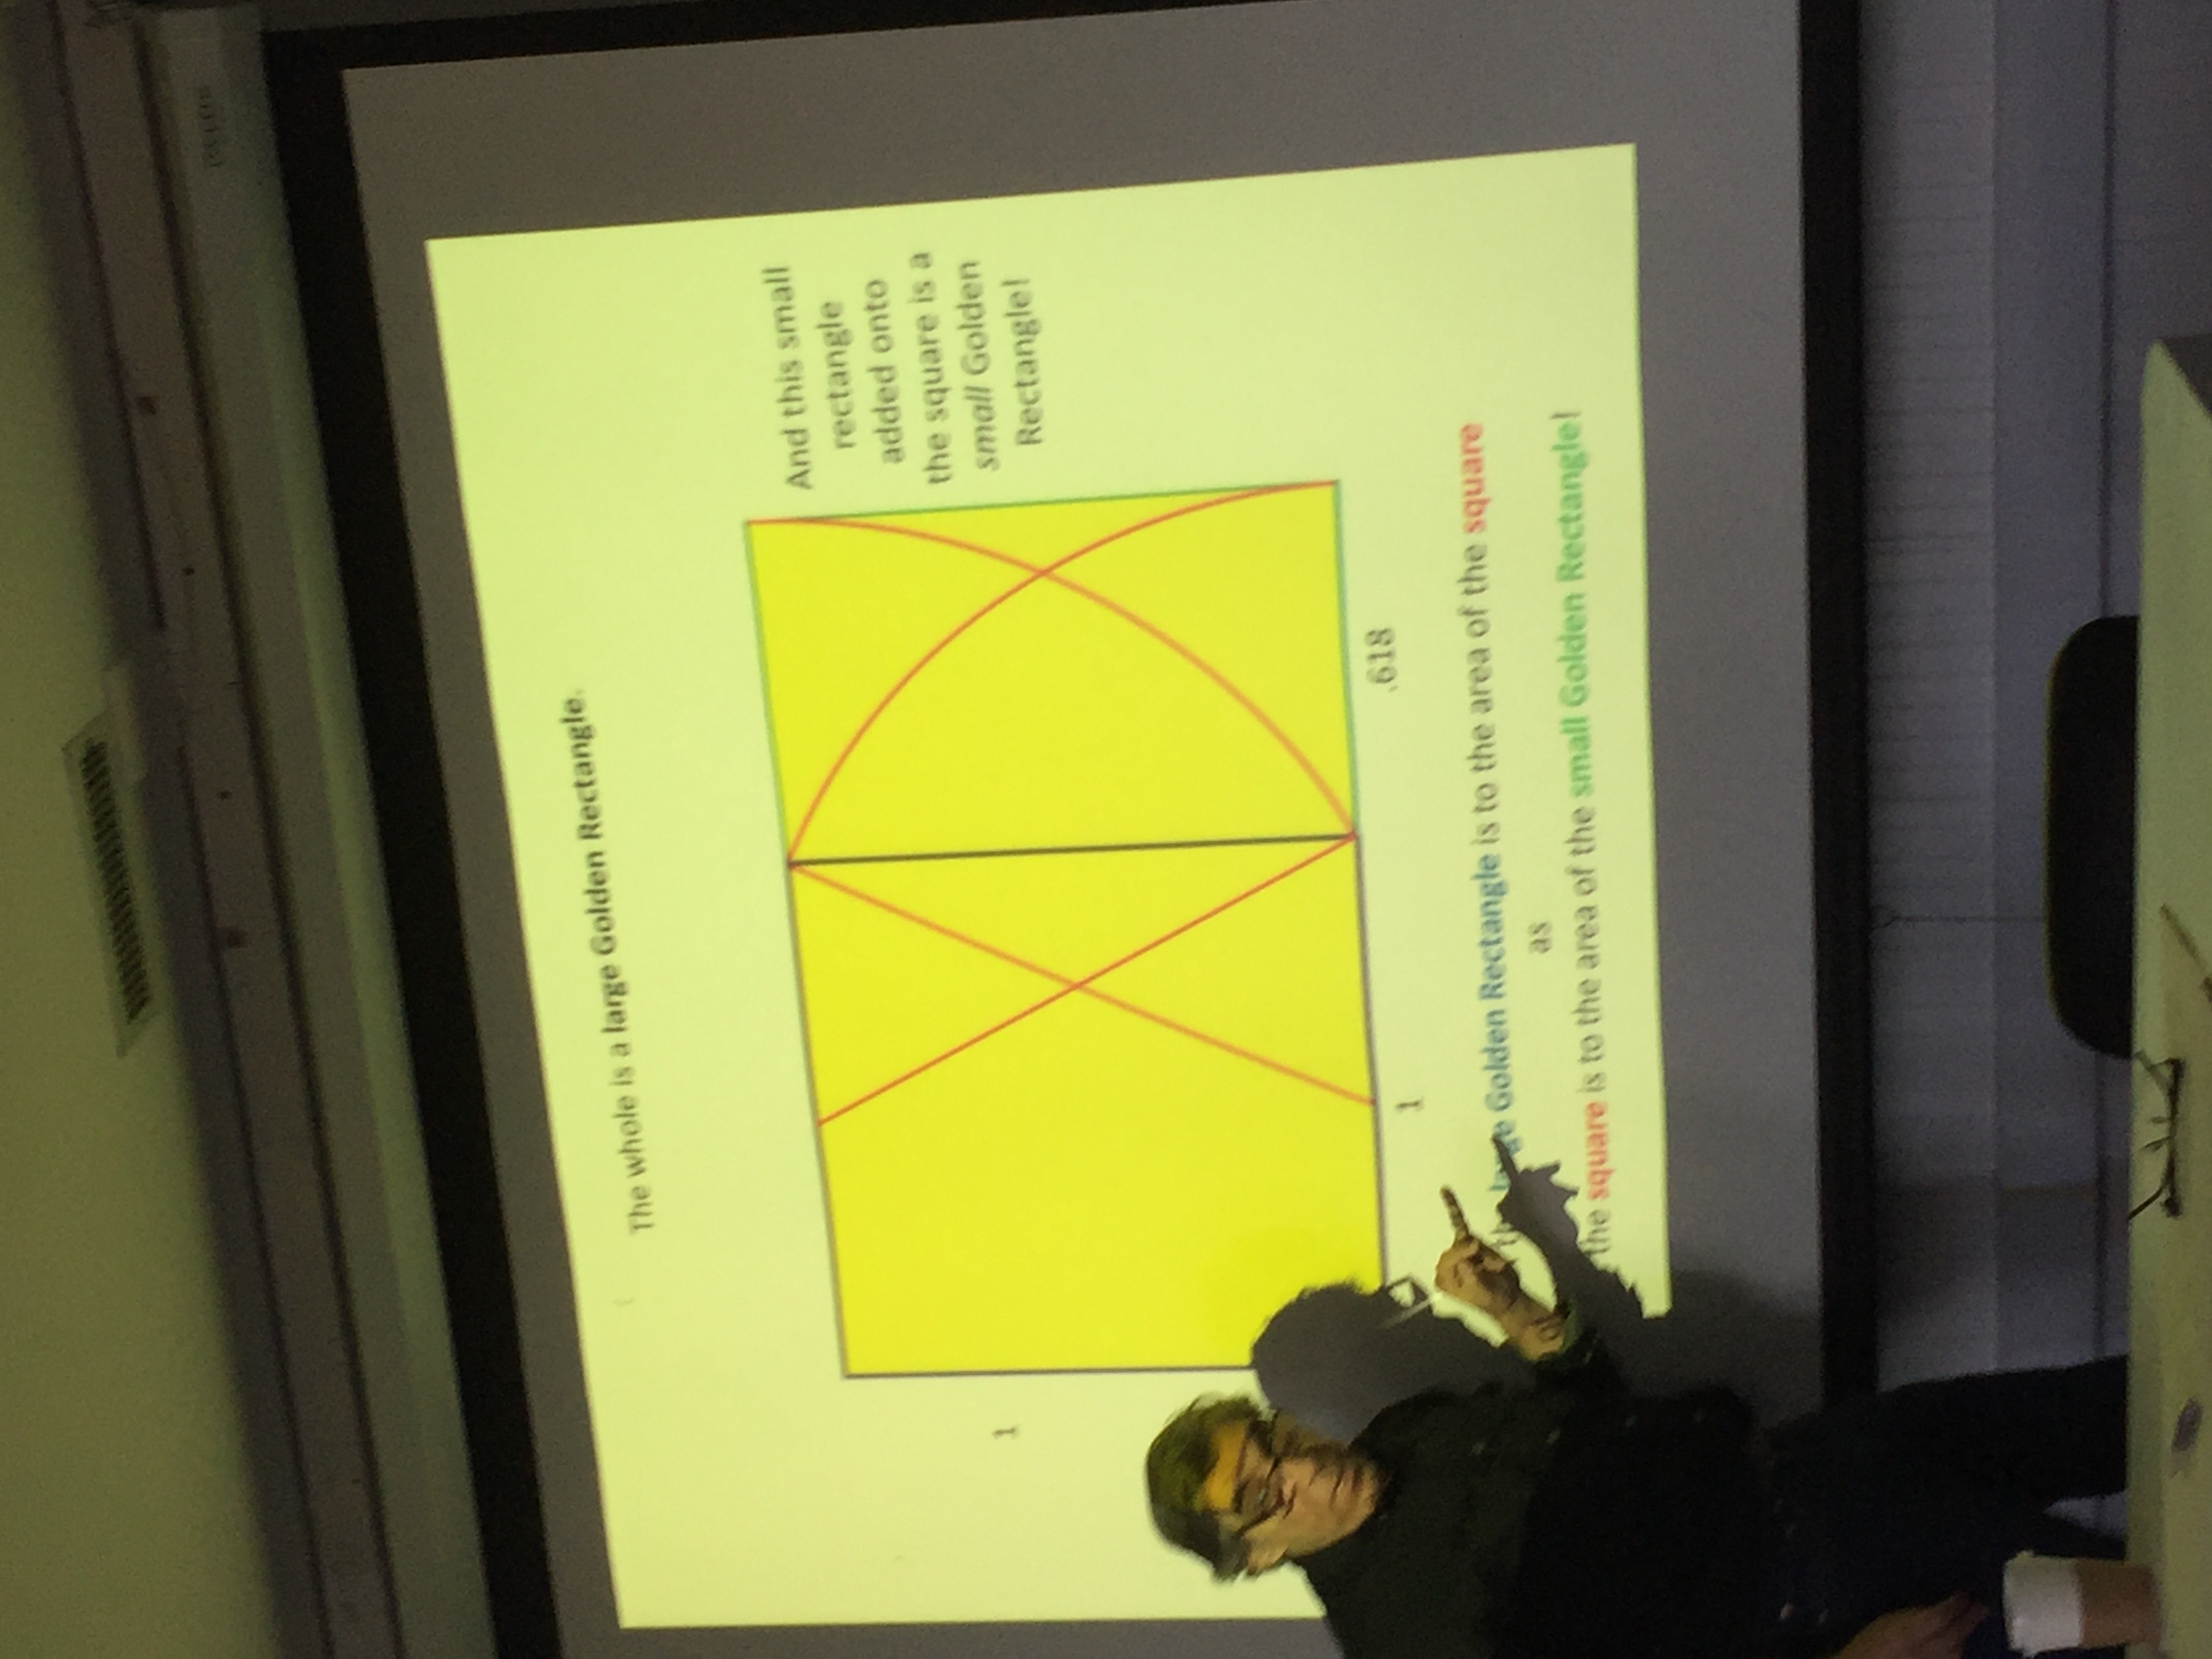 The whole is a large Golden Rectangle.
And this small
rectangle
added onto
the square is a
small Golden
Rectangle!
1
1
.618
the large Golden Rectangle is to the area of the square
as
the square is to the area of the small Golden Rectangle!